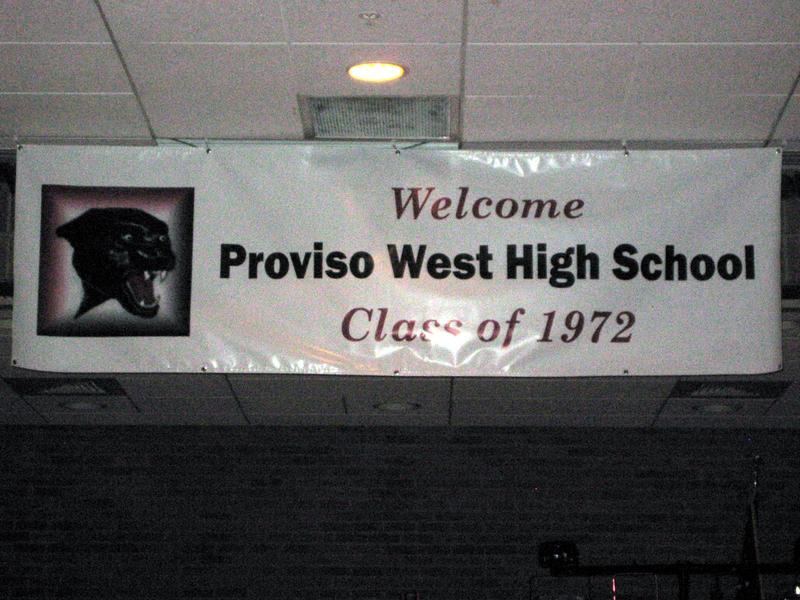 Welcome
Proviso West High School
Class of 1972